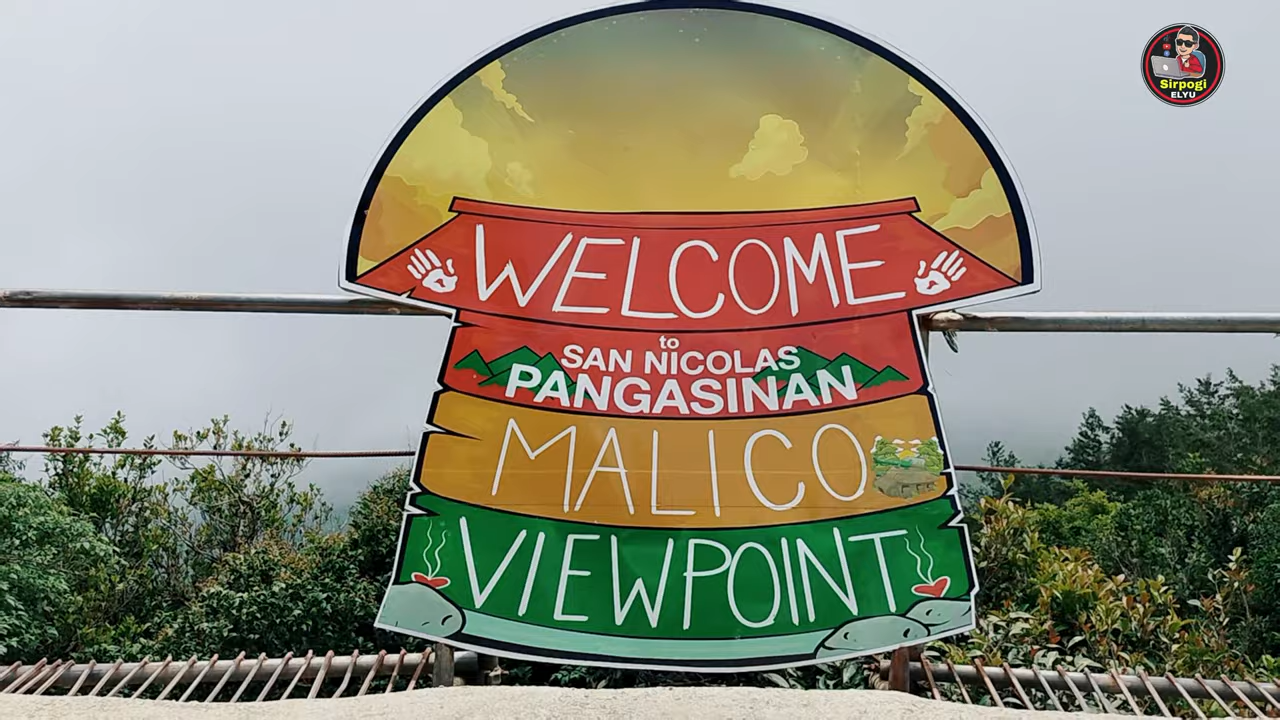 WELCOME
to
SAN NICOLAS
PANGASINAN
MALICO
VIEWPOINT
Sirpogi
ELYU